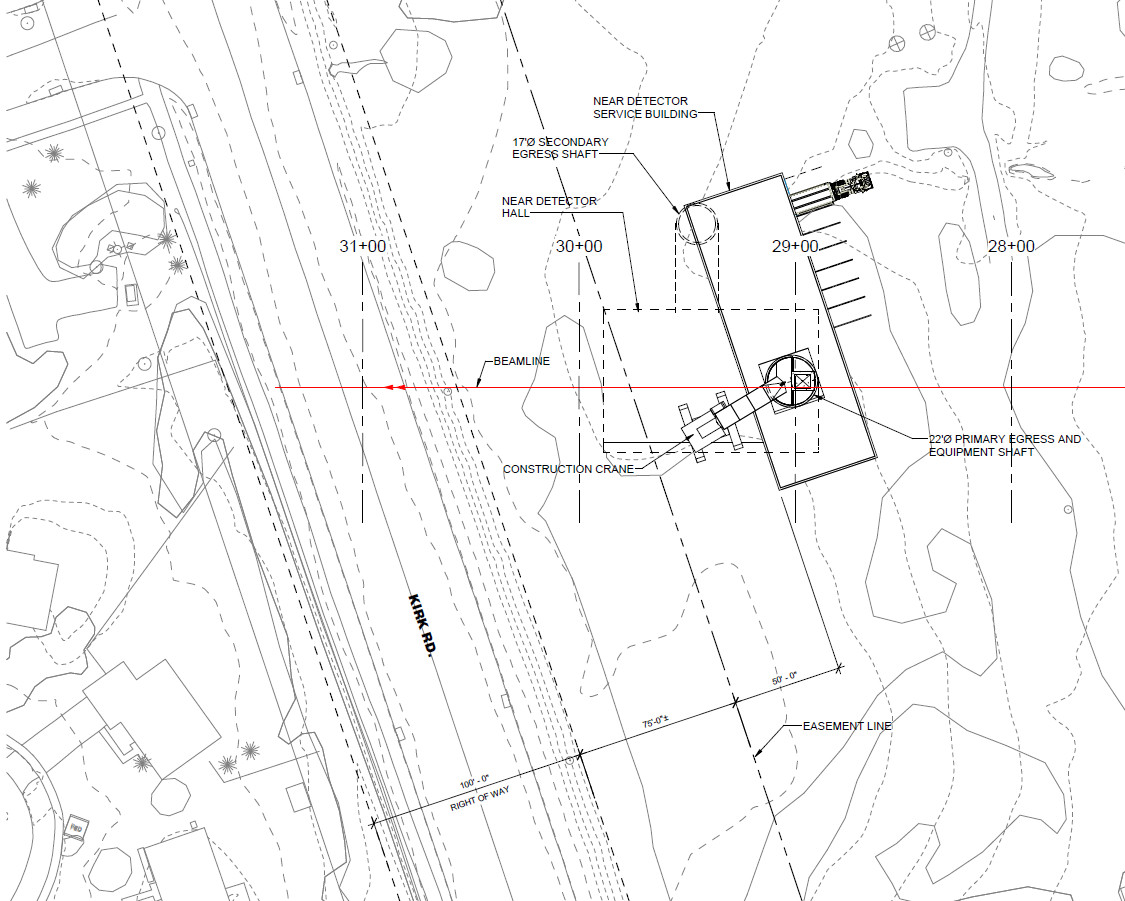 NEAR DETECTOR
SERVICE BUILDING
17'Ø SECONDARY
EGRESS SHAFT
NEAR DETECTOR
HALL
31+00
30+00
29+00
28+00
BEAMLINE
22'Ø PRIMARY EGRESS AND
EQUIPMENT SHAFT
CONSTRUCTION CRANE
KIRK RD.
50' - 0"
75'-0"±
EASEMENT LINE
100' - 0"
RIGHT OF WAY